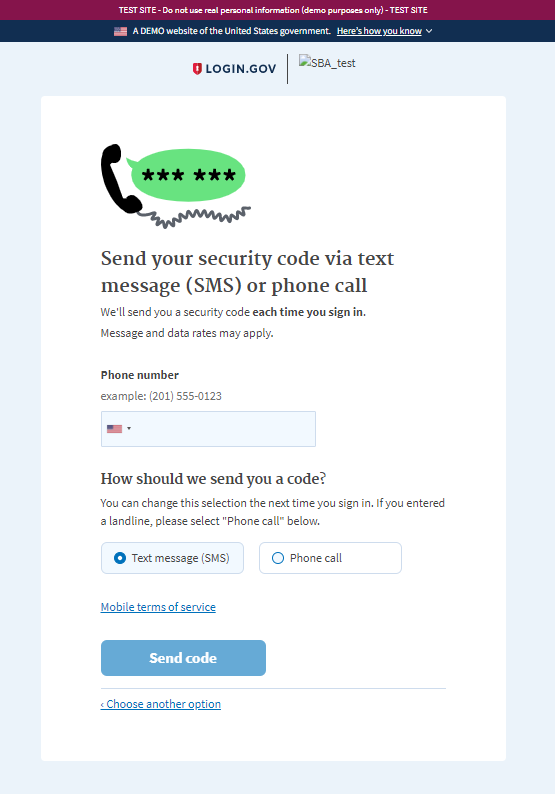 TEST SITE - Do not use real personal information (demo purposes only) - TEST SITE
A DEMO website of the United States government. Here's how you know
LOGIN.GOV
SBA_test
*** ***
Send your security code via text
message (SMS) or phone call
We'll send you a security code each time you sign in.
Message and data rates may apply.
Phone number
example: (201) 555-0123
How should we send you a code?
You can change this selection the next time you sign in. If you entered
a landline, please select "Phone call" below.
Text message (SMS)
Phone call
Mobile terms of service
Send code
‹ Choose another option